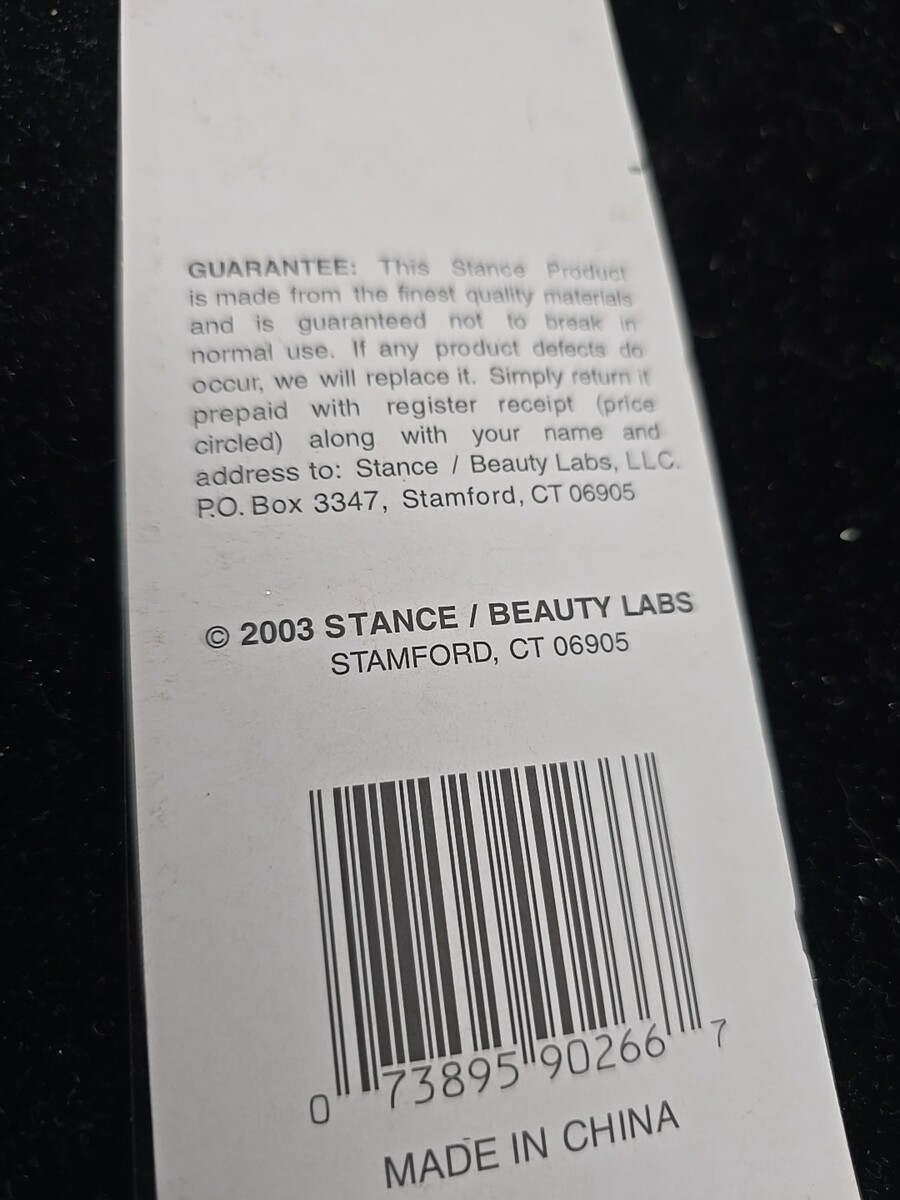 GUARANTEE: This Stance Product
is made from the finest quality materials
and is guaranteed not to break in
normal use. If any product defects do
occur, we will replace it. Simply return it
prepaid with register receipt (price
circled) along with your name and
address to: Stance / Beauty Labs, LLC.
P.O. Box 3347, Stamford, CT 06905
© 2003 STANCE / BEAUTY LABS
STAMFORD, CT 06905
0 73895 90266 7
MADE IN CHINA